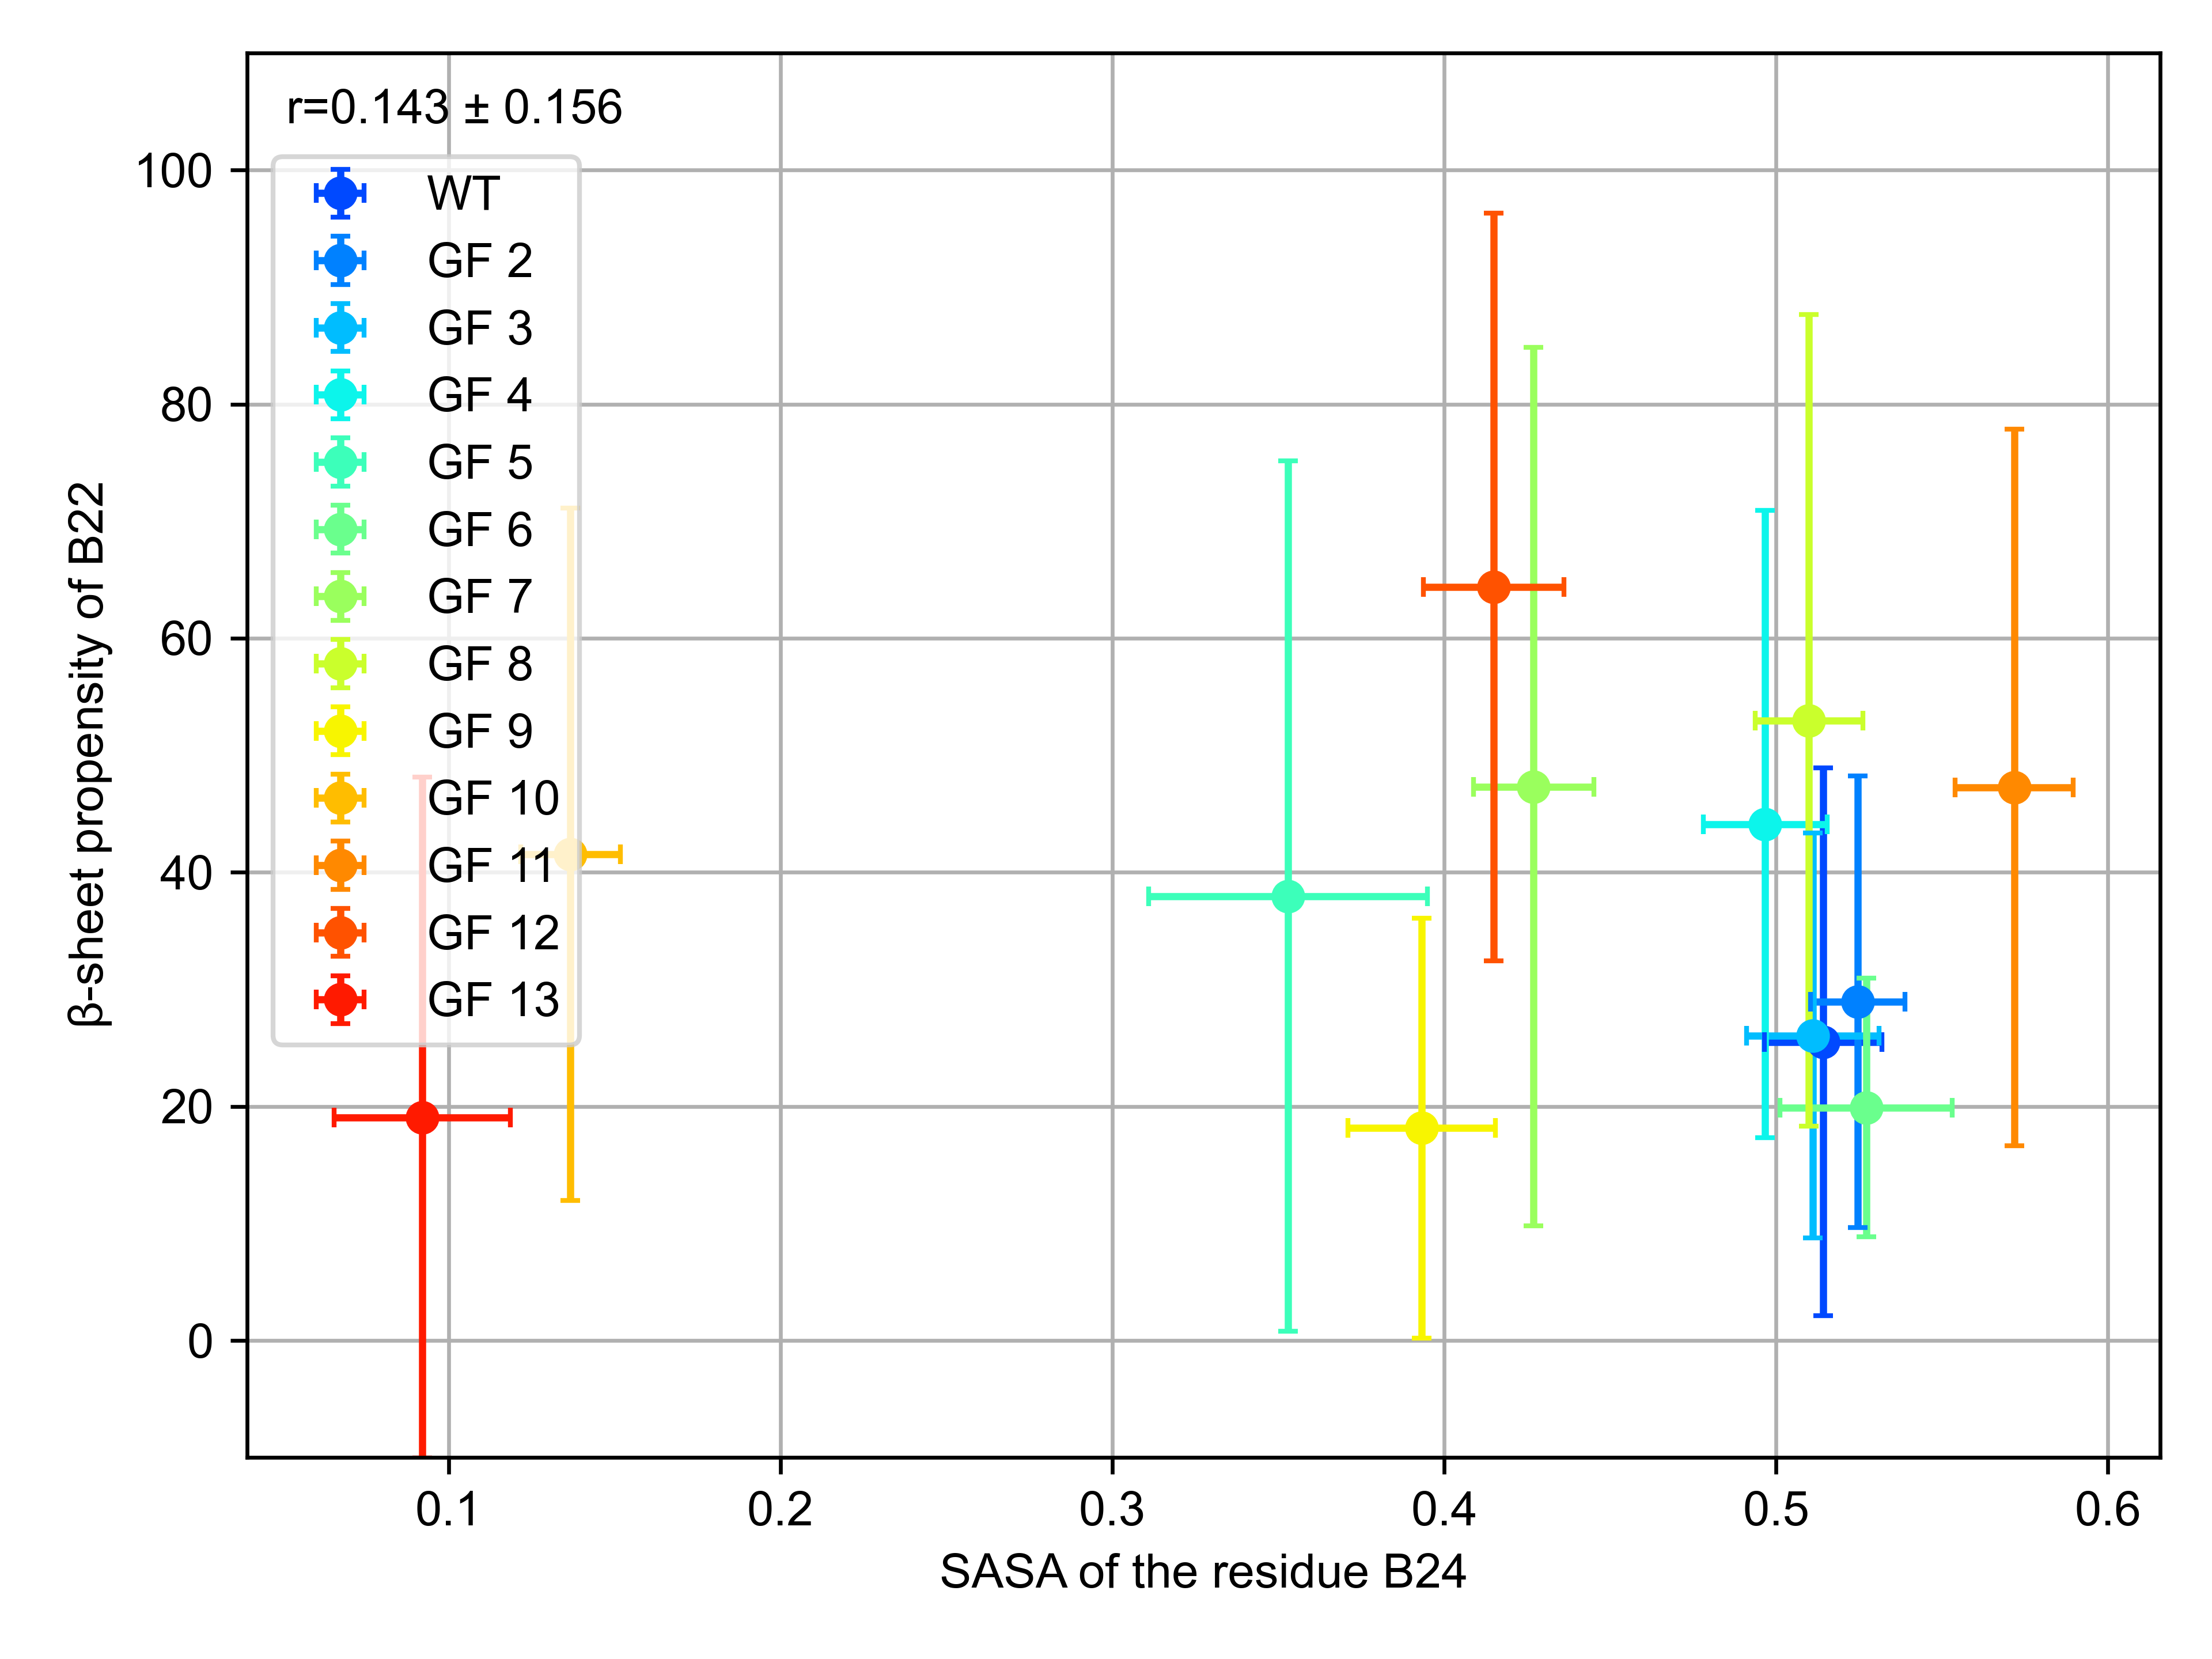 r=0.143 ± 0.156
WT
GF 2
GF 3
GF 4
GF 5
GF 6
GF 7
GF 8
GF 9
GF 10
GF 11
GF 12
GF 13
β-sheet propensity of B22
100
80
60
40
20
0
0.1 0.2 0.3 0.4 0.5 0.6
SASA of the residue B24